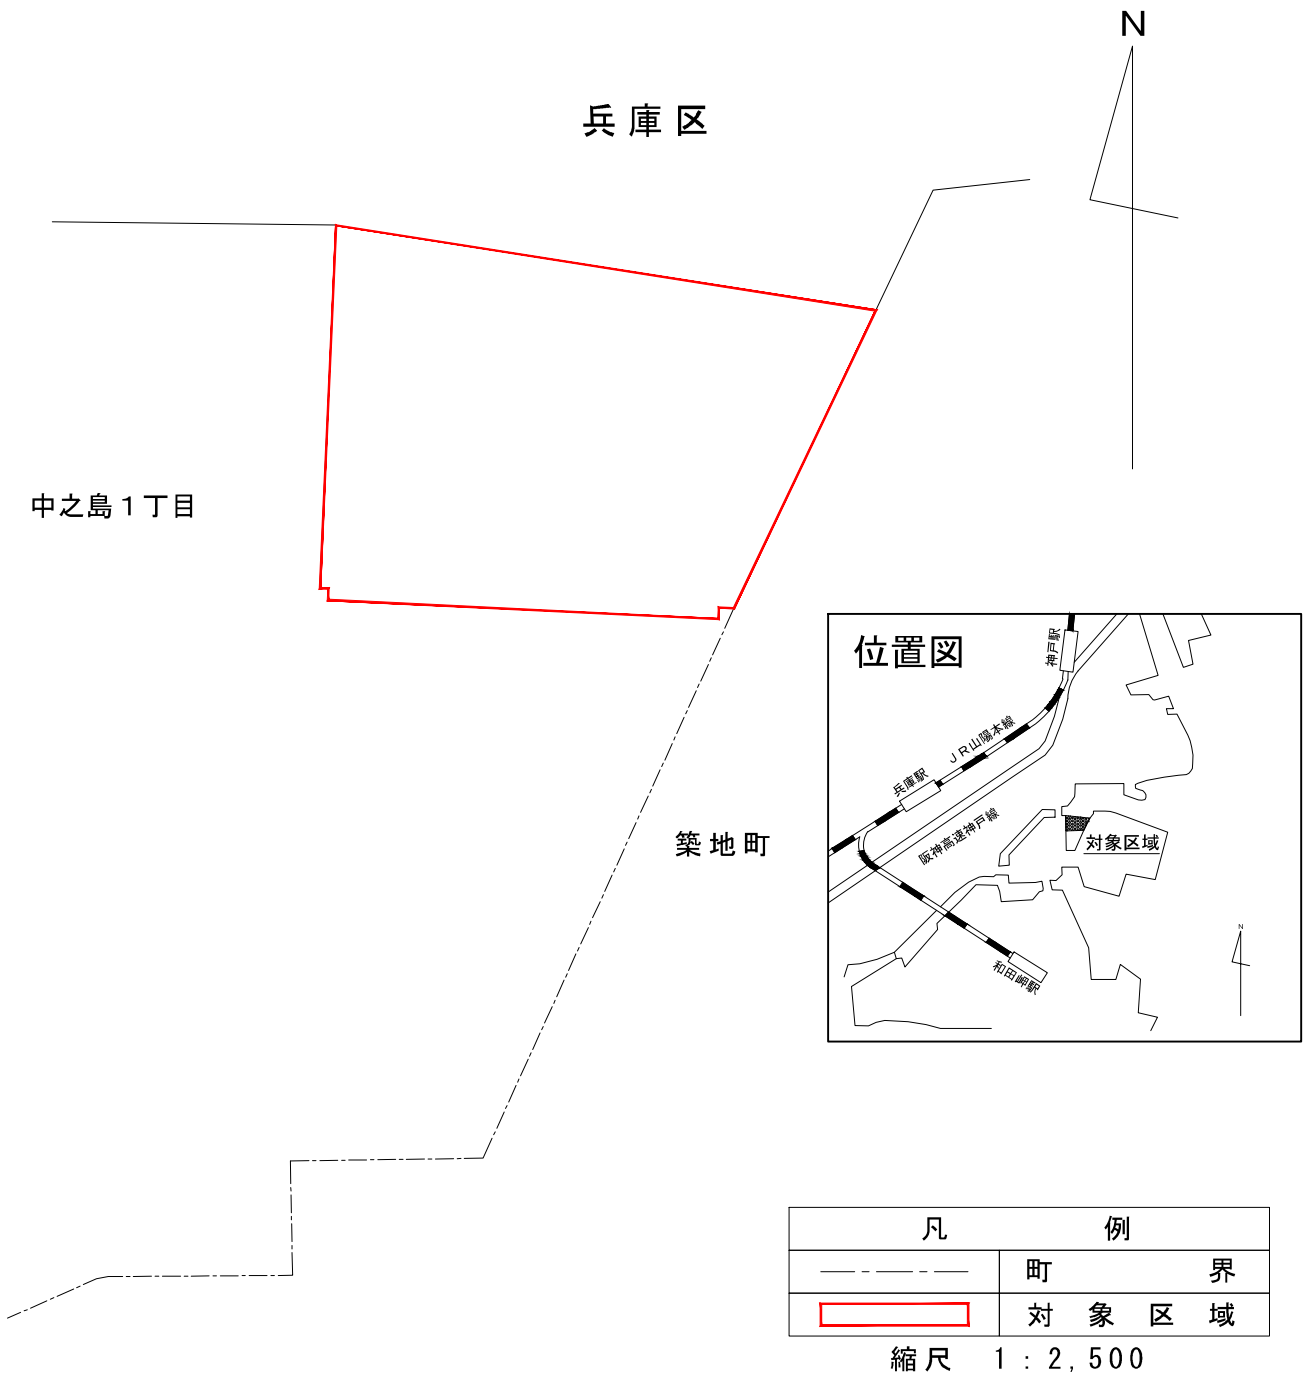 N
兵庫区
中之島1丁目
築地町
位置図
神戸駅
JR山陽本線
兵庫駅
阪神高速神戸線
対象区域
和田岬駅
N
凡例
町界
対象区域
縮尺 1:2,500